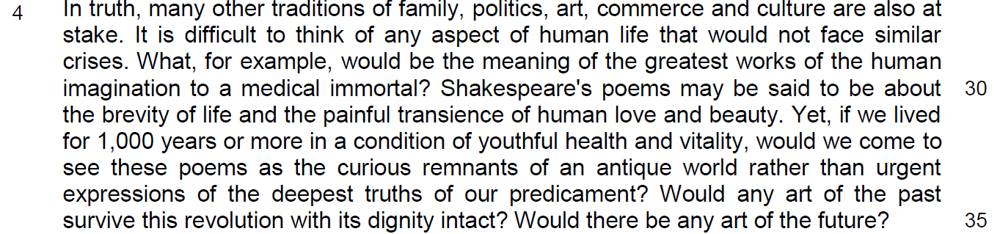 4 In truth, many other traditions of family, politics, art, commerce and culture are also at
stake. It is difficult to think of any aspect of human life that would not face similar
crises. What, for example, would be the meaning of the greatest works of the human
imagination to a medical immortal? Shakespeare's poems may be said to be about 30
the brevity of life and the painful transience of human love and beauty. Yet, if we lived
for 1,000 years or more in a condition of youthful health and vitality, would we come to
see these poems as the curious remnants of an antique world rather than urgent
expressions of the deepest truths of our predicament? Would any art of the past
survive this revolution with its dignity intact? Would there be any art of the future? 35